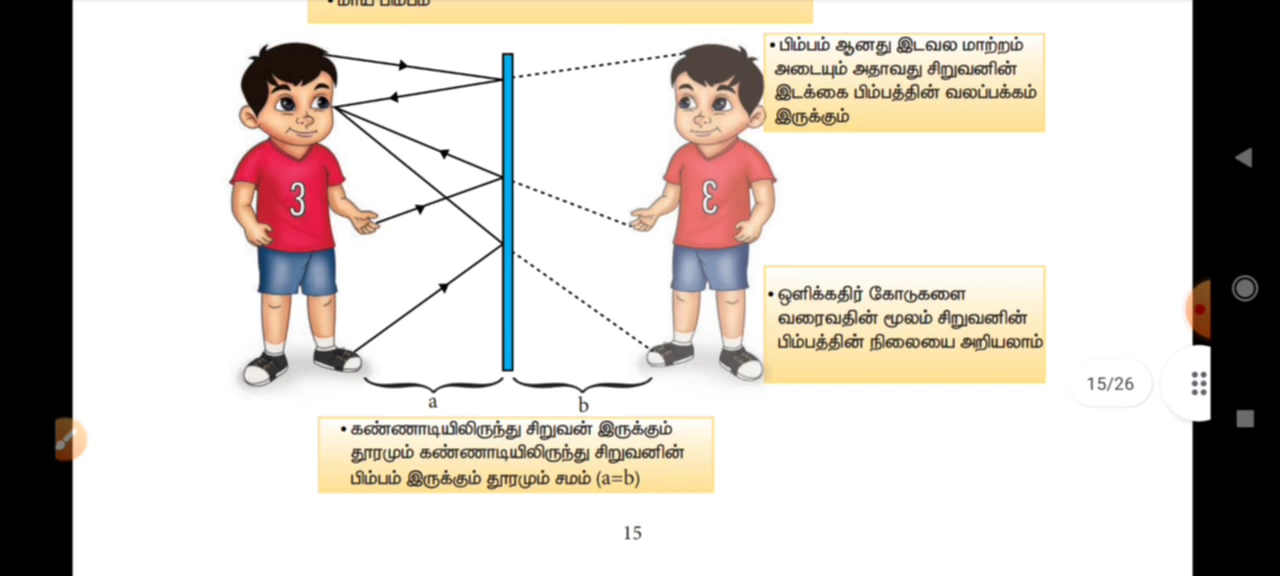 • மாய பிம்பம்
• பிம்பம் ஆனது இடவல மாற்றம்
அடையும் அதாவது சிறுவனின்
இடக்கை பிம்பத்தின் வலப்பக்கம்
இருக்கும்
3
3
• ஒளிக்கதிர் கோடுகளை
வரைவதின் மூலம் சிறுவனின்
பிம்பத்தின் நிலையை அறியலாம்
15/26
a
b
• கண்ணாடியிலிருந்து சிறுவன் இருக்கும்
தூரமும் கண்ணாடியிலிருந்து சிறுவனின்
பிம்பம் இருக்கும் தூரமும் சமம் (a=b)
15